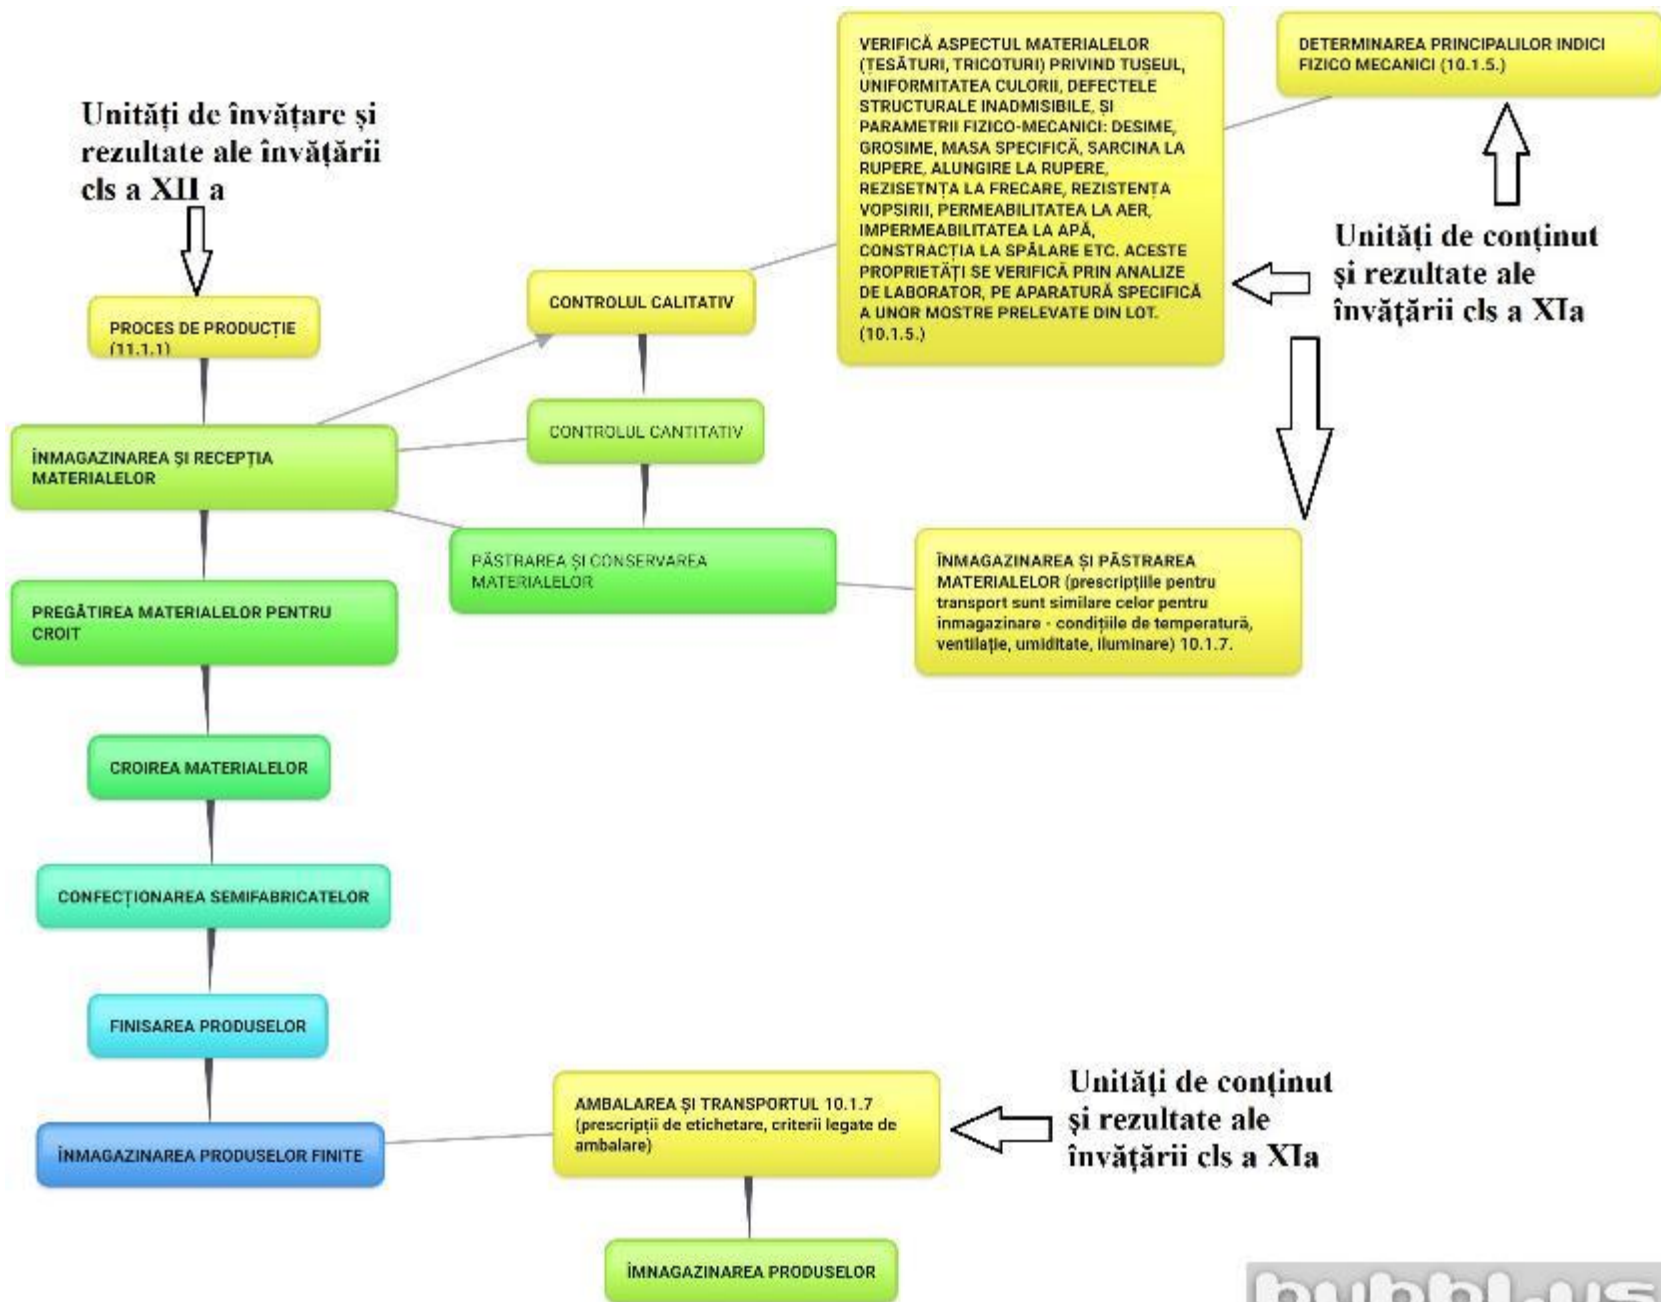 VERIFICĂ ASPECTUL MATERIALELOR
(ȚESĂTURI, TRICOTURI) PRIVIND TUȘEUL,
UNIFORMITATEA CULORII, DEFECTELE
STRUCTURALE INADMISIBILE, ȘI
PARAMETRII FIZICO-MECANICI: DESIME,
GROSIME, MASA SPECIFICĂ, SARCINA LA
RUPERE, ALUNGIRE LA RUPERE,
REZISETNȚA LA FRECARE, REZISTENȚA
VOPSIRII, PERMEABILITATEA LA AER,
IMPERMEABILITATEA LA APĂ,
CONSTRACȚIA LA SPĂLARE ETC. ACESTE
PROPRIETĂȚI SE VERIFICĂ PRIN ANALIZE
DE LABORATOR, PE APARATURĂ SPECIFICĂ
A UNOR MOSTRE PRELEVATE DIN LOT.
(10.1.5.)
DETERMINAREA PRINCIPALILOR INDICI
FIZICO MECANICI (10.1.5.)
Unități de învățare și
rezultate ale învățării
cls a XII a
Unități de conținut
și rezultate ale
învățării cls a XIa
PROCES DE PRODUCȚIE
(11.1.1)
CONTROLUL CALITATIV
CONTROLUL CANTITATIV
ÎNMAGAZINAREA ȘI RECEPȚIA
MATERIALELOR
PĂSTRAREA ȘI CONSERVAREA
MATERIALELOR
ÎNMAGAZINAREA ȘI PĂSTRAREA
MATERIALELOR (prescripțiile pentru
transport sunt similare celor pentru
inmagazinare - condițiile de temperatură,
ventilație, umiditate, iluminare) 10.1.7.
PREGĂTIREA MATERIALELOR PENTRU
CROIT
CROIREA MATERIALELOR
CONFECȚIONAREA SEMIFABRICATELOR
FINISAREA PRODUSELOR
ÎNMAGAZINAREA PRODUSELOR FINITE
AMBALAREA ȘI TRANSPORTUL 10.1.7
(prescripții de etichetare, criterii legate de
ambalare)
Unități de conținut
și rezultate ale
învățării cls a XIa
ÎMNAGAZINAREA PRODUSELOR
bubbl.us